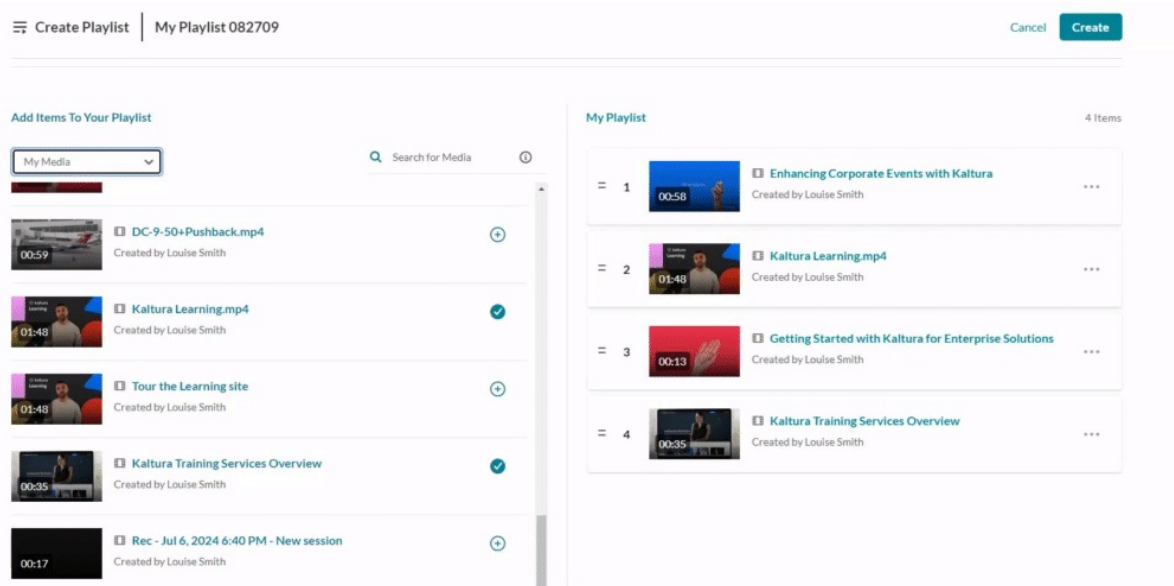 Create Playlist
My Playlist 082709
Cancel
Create
Add Items To Your Playlist
My Media
Search for Media
00:59
DC-9-50+Pushback.mp4
Created by Louise Smith
01:48
Kaltura Learning.mp4
Created by Louise Smith
01:48
Tour the Learning site
Created by Louise Smith
00:35
Kaltura Training Services Overview
Created by Louise Smith
00:17
Rec - Jul 6, 2024 6:40 PM - New session
Created by Louise Smith
My Playlist
4 Items
1
00:58
Enhancing Corporate Events with Kaltura
Created by Louise Smith
2
01:48
Kaltura Learning.mp4
Created by Louise Smith
3
00:13
Getting Started with Kaltura for Enterprise Solutions
Created by Louise Smith
4
00:35
Kaltura Training Services Overview
Created by Louise Smith